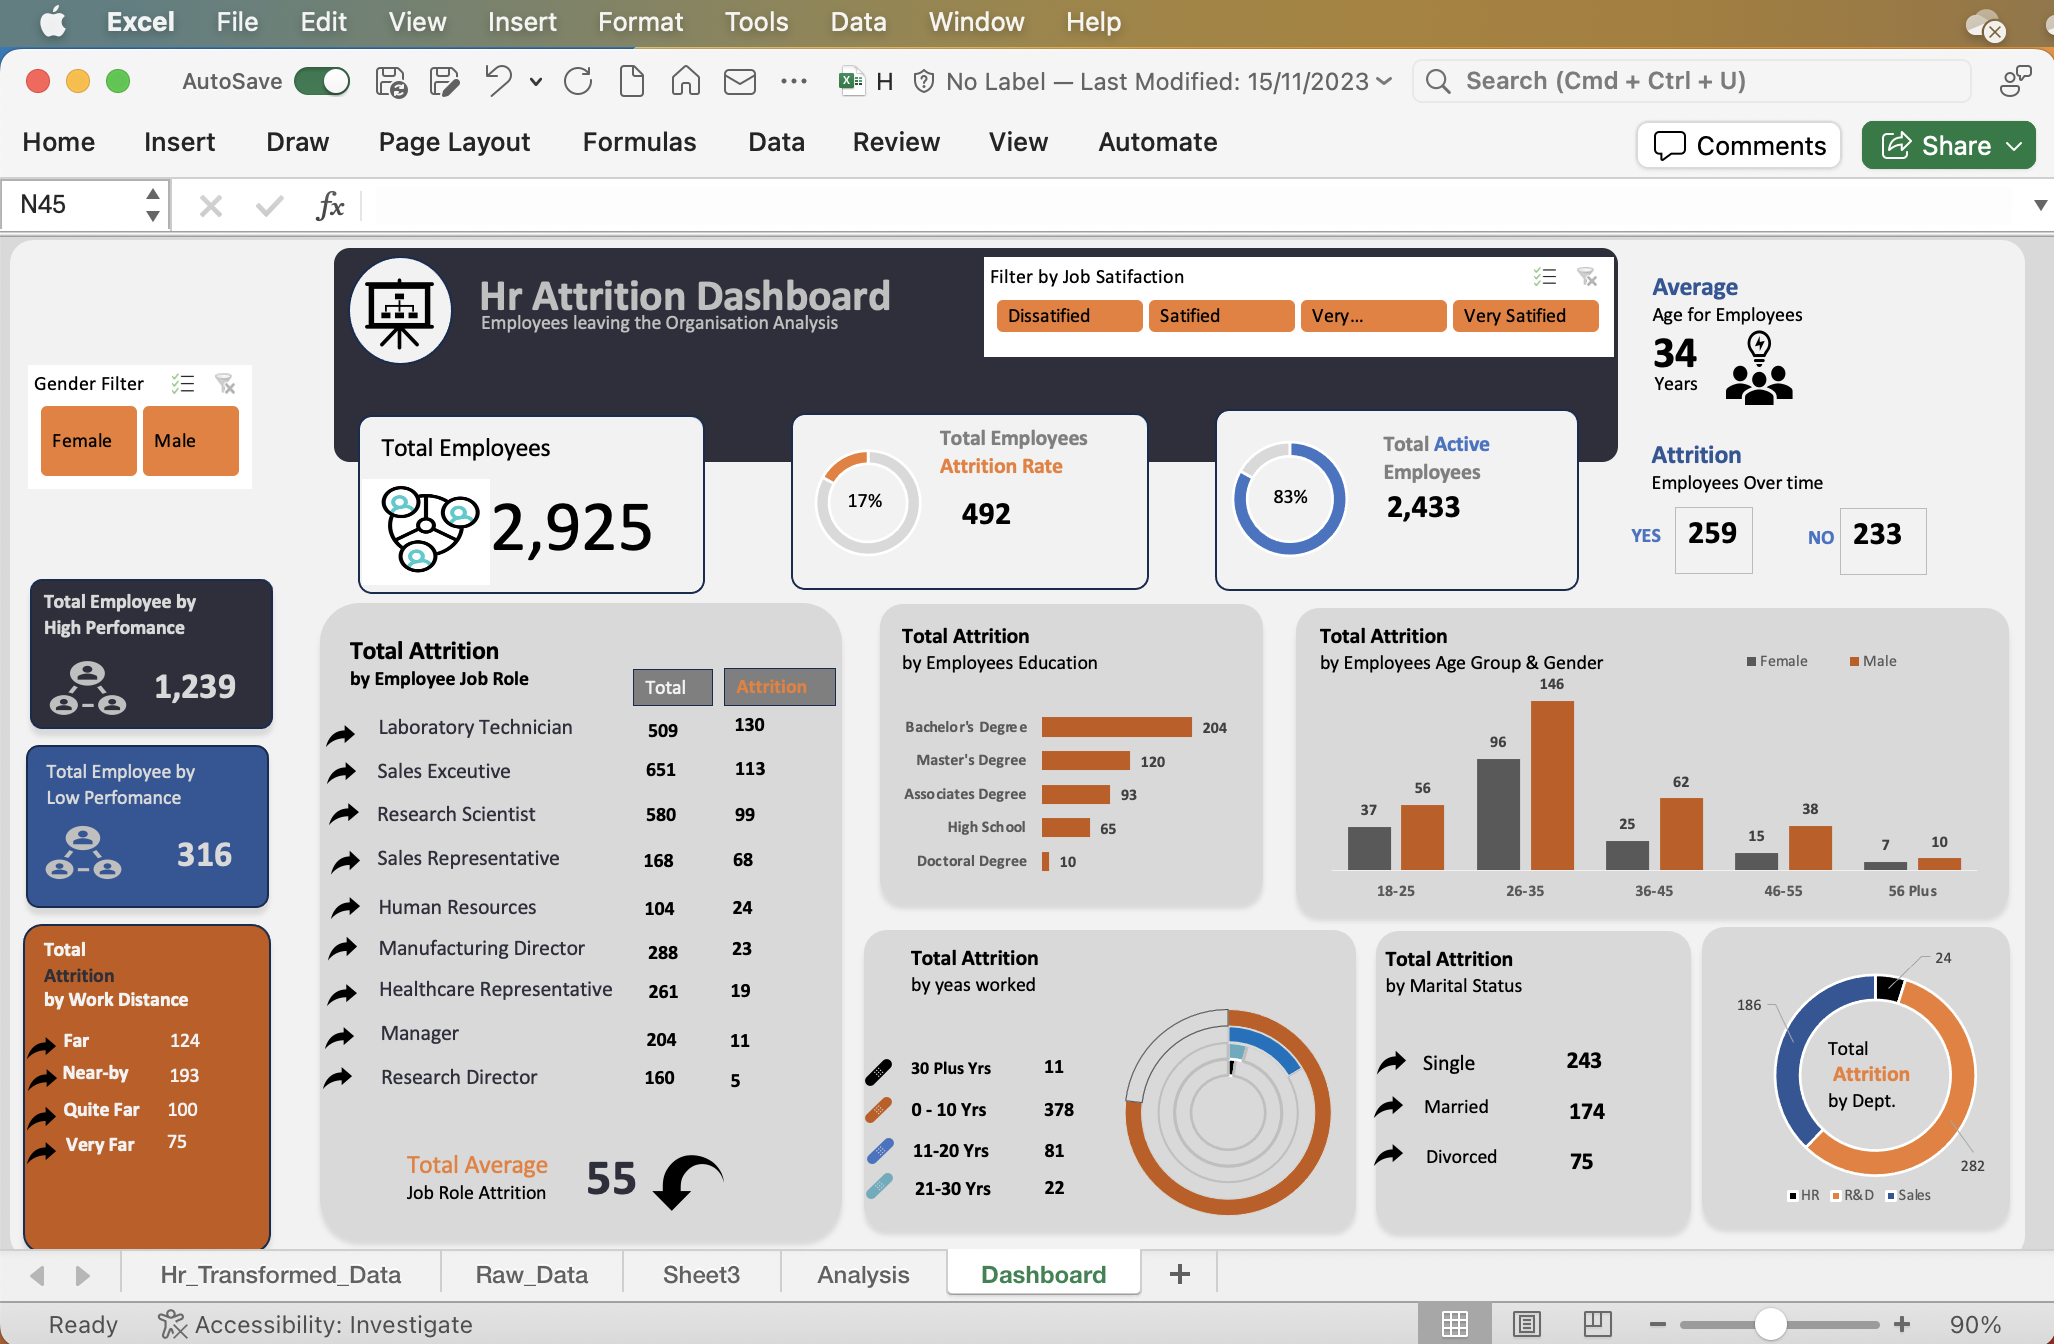 Excel File Edit View Insert Format Tools Data Window Help
AutoSave H No Label — Last Modified: 15/11/2023 Search (Cmd + Ctrl + U)
Home Insert Draw Page Layout Formulas Data Review View Automate Comments Share
N45 fx
Hr Attrition Dashboard
Employees leaving the Organisation Analysis
Filter by Job Satifaction
Dissatified Satified Very... Very Satified
Average
Age for Employees
34
Years
Gender Filter
Female Male
Total Employees
2,925
Total Employees
Attrition Rate
17%
492
Total Active
Employees
83%
2,433
Attrition
Employees Over time
YES 259 NO 233
Total Employee by
High Perfomance
1,239
Total Employee by
Low Perfomance
316
Total
Attrition
by Work Distance
Far 124
Near-by 193
Quite Far 100
Very Far 75
Total Attrition
by Employee Job Role
Total Attrition
Laboratory Technician 509 130
Sales Exceutive 651 113
Research Scientist 580 99
Sales Representative 168 68
Human Resources 104 24
Manufacturing Director 288 23
Healthcare Representative 261 19
Manager 204 11
Research Director 160 5
Total Average
Job Role Attrition
55
Total Attrition
by Employees Education
Bachelor's Degree 204
Master's Degree 120
Associates Degree 93
High School 65
Doctoral Degree 10
Total Attrition
by Employees Age Group & Gender
Female Male
37 56 96 146 25 62 15 38 7 10
18-25 26-35 36-45 46-55 56 Plus
Total Attrition
by yeas worked
30 Plus Yrs 11
0 - 10 Yrs 378
11-20 Yrs 81
21-30 Yrs 22
Total Attrition
by Marital Status
Single 243
Married 174
Divorced 75
24
186
Total
Attrition
by Dept.
282
HR R&D Sales
Hr_Transformed_Data Raw_Data Sheet3 Analysis Dashboard +
Ready Accessibility: Investigate 90%